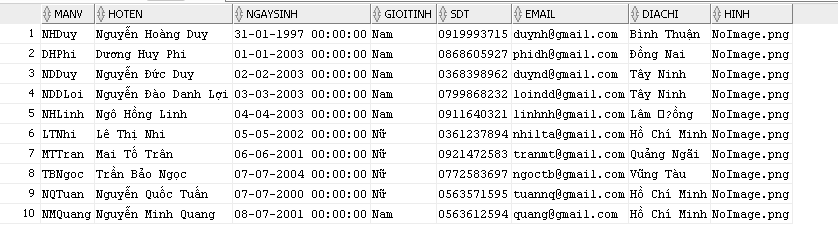 MANV HOTEN NGAYSINH GIOITINH SDT EMAIL DIACHI HINH
1 NHDuy Nguyễn Hoàng Duy 31-01-1997 00:00:00 Nam 0919993715 duynh@gmail.com Bình Thuận NoImage.png
2 DHPhi Dương Huy Phi 01-01-2003 00:00:00 Nam 0868605927 phidh@gmail.com Đồng Nai NoImage.png
3 NDDuy Nguyễn Đức Duy 02-02-2003 00:00:00 Nam 0368398962 duynd@gmail.com Tây Ninh NoImage.png
4 NDDLoi Nguyễn Đào Danh Lợi 03-03-2003 00:00:00 Nam 0799868232 loindd@gmail.com Tây Ninh NoImage.png
5 NHLinh Ngô Hồng Linh 04-04-2003 00:00:00 Nam 0911640321 linhnh@gmail.com Lâm □?ồng NoImage.png
6 LTNhi Lê Thị Nhi 05-05-2002 00:00:00 Nữ 0361237894 nhilta@gmail.com Hồ Chí Minh NoImage.png
7 MTTran Mai Tố Trân 06-06-2001 00:00:00 Nữ 0921472583 tranmt@gmail.com Quảng Ngãi NoImage.png
8 TBNgoc Trần Bảo Ngọc 07-07-2004 00:00:00 Nữ 0772583697 ngoctb@gmail.com Vũng Tàu NoImage.png
9 NQTuan Nguyễn Quốc Tuấn 07-07-2000 00:00:00 Nữ 0563571595 tuannq@gmail.com Hồ Chí Minh NoImage.png
10 NMQuang Nguyễn Minh Quang 08-07-2001 00:00:00 Nam 0563612594 quang@gmail.com Hồ Chí Minh NoImage.png